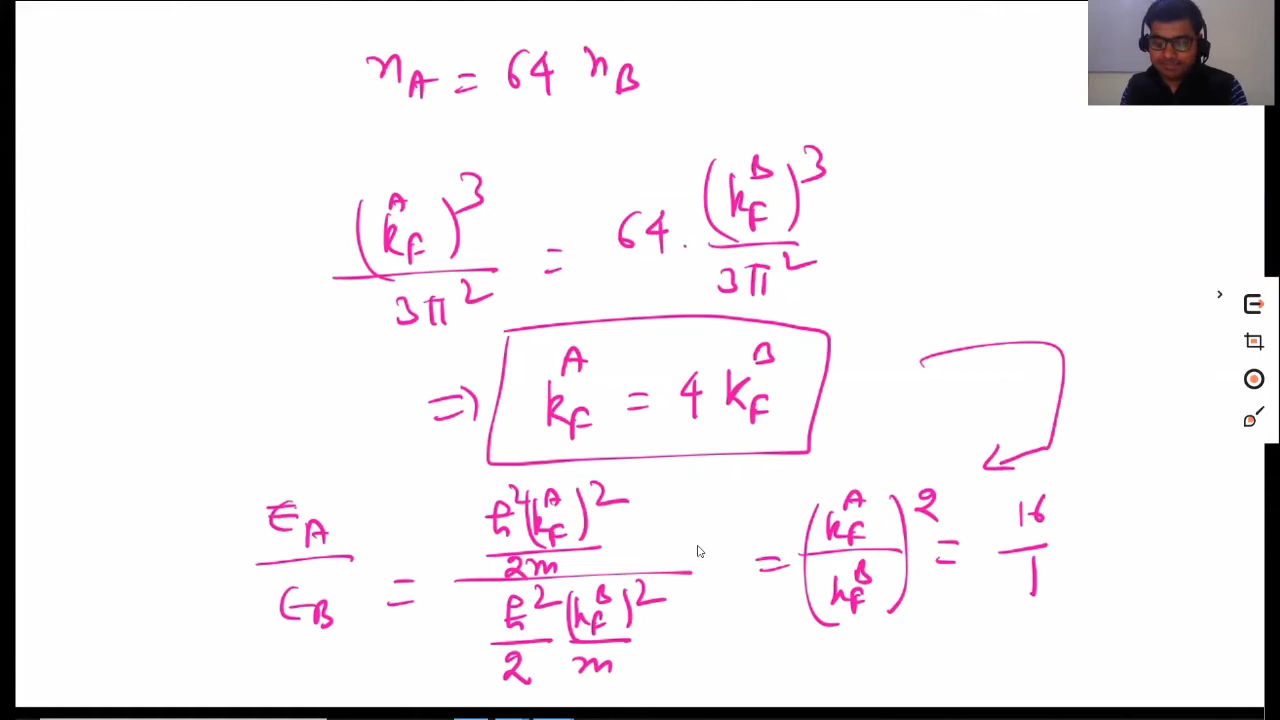 n_A = 64 n_B
(k_F^A)^3 / 3π^2 = 64 . (k_F^B)^3 / 3π^2
⇒ k_F^A = 4 k_F^B
E_A / E_B = (ħ^2 (k_F^A)^2 / 2m) / (ħ^2 / 2 (k_F^B)^2 / m) = (k_F^A / k_F^B)^2 = 16 / 1